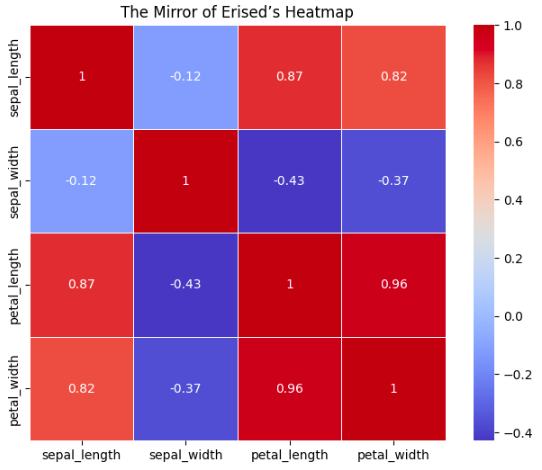 The Mirror of Erised’s Heatmap
sepal_length 1 -0.12 0.87 0.82
sepal_width -0.12 1 -0.43 -0.37
petal_length 0.87 -0.43 1 0.96
petal_width 0.82 -0.37 0.96 1
sepal_length sepal_width petal_length petal_width
1.0
0.8
0.6
0.4
0.2
0.0
−0.2
−0.4